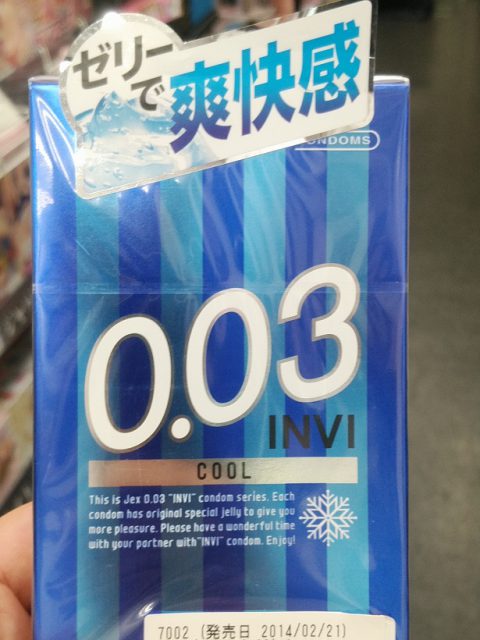 ゼリーで
爽快感
CONDOMS
0.03
INVI
COOL
This is Jex 0.03 "INVI" condom series. Each
condom has original special jelly to give you
more pleasure. Please have a wonderful time
with your partner with"INVI" condom. Enjoy!
7002 (発売日 2014/02/21)